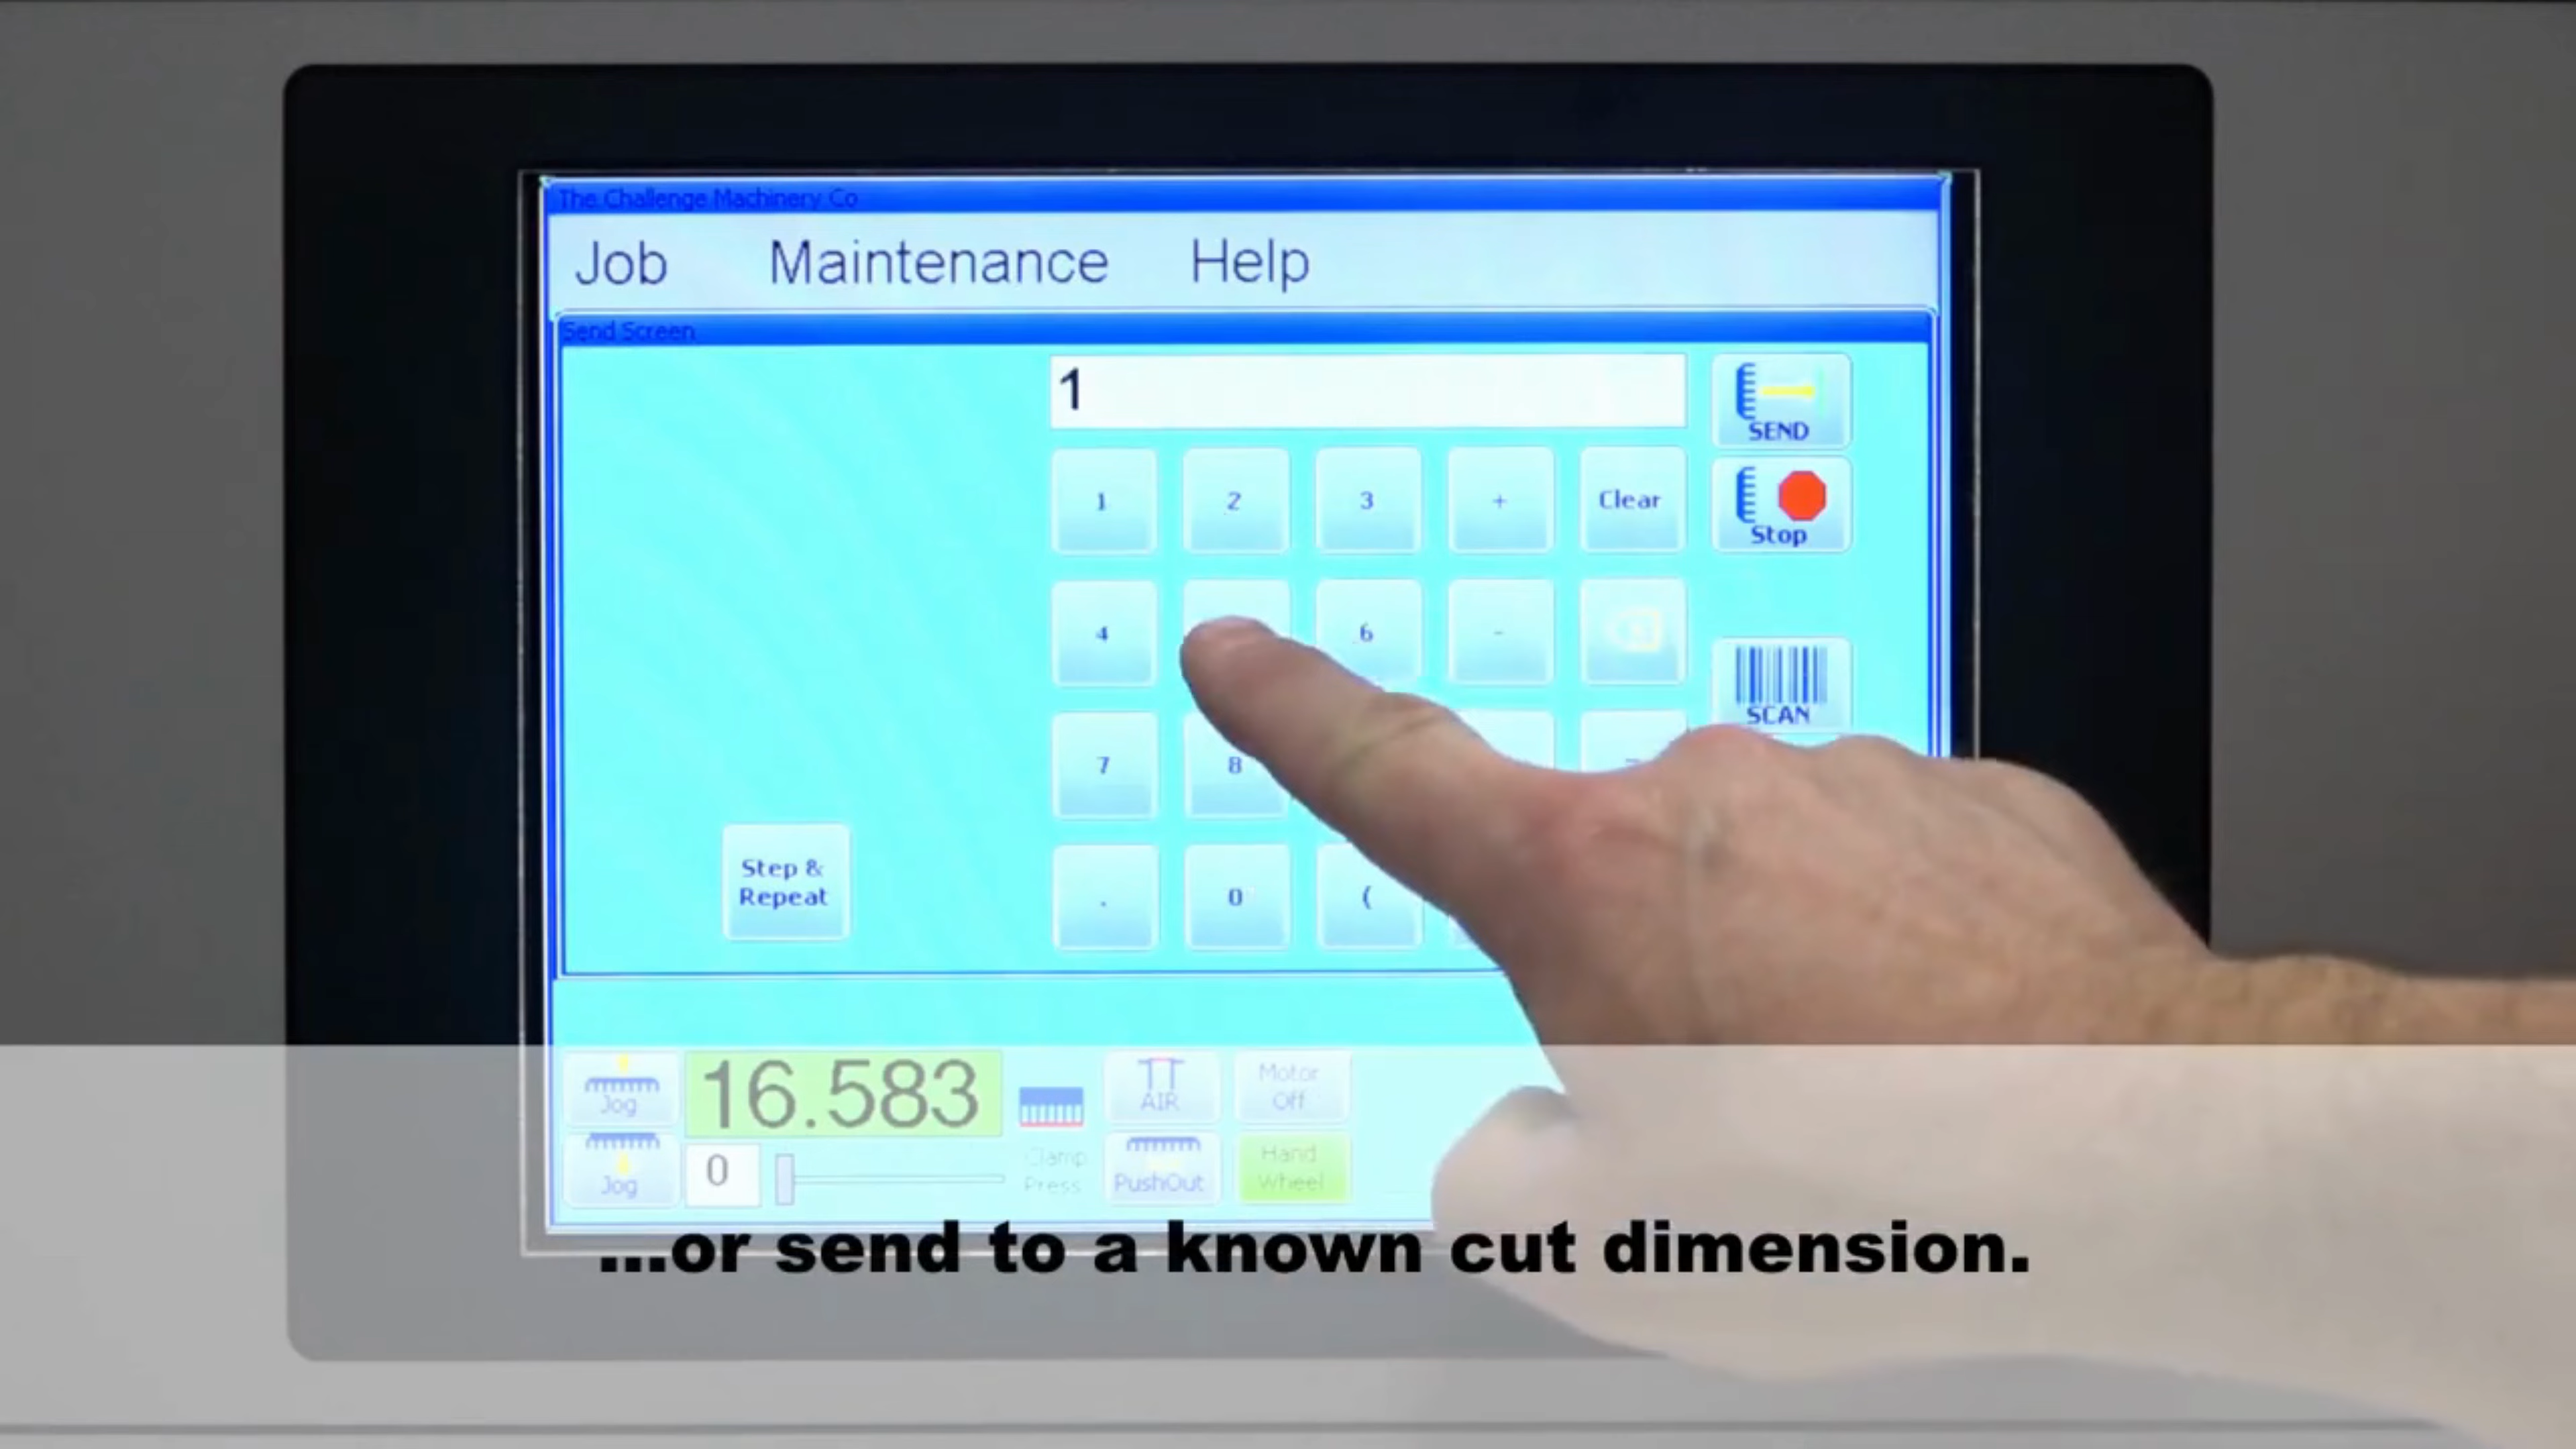 The Challenge Machinery Co
Job Maintenance Help
Send Screen
1
SEND
1 2 3 + Clear
Stop
4 6 -
SCAN
7 8
Step &
Repeat
. 0 (
Jog 16.583 AIR Motor
Off
Jog 0 Clamp
Press PushOut Hand
Wheel
...or send to a known cut dimension.